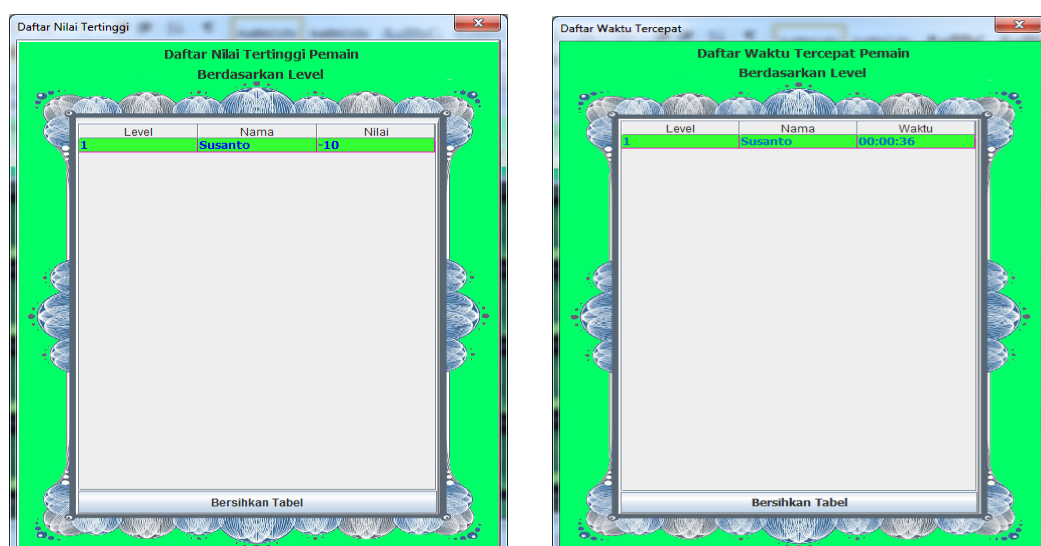 Daftar Nilai Tertinggi
Daftar Nilai Tertinggi Pemain
Berdasarkan Level
Level Nama Nilai
1 Susanto -10
Bersihkan Tabel
Daftar Waktu Tercepat
Daftar Waktu Tercepat Pemain
Berdasarkan Level
Level Nama Waktu
1 Susanto 00:00:36
Bersihkan Tabel